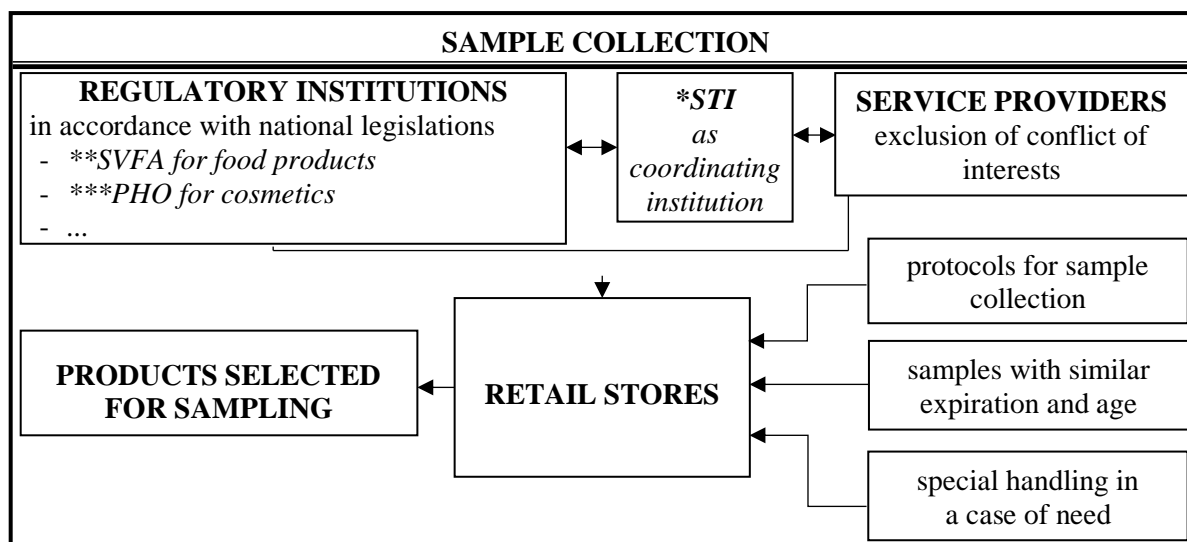 SAMPLE COLLECTION
REGULATORY INSTITUTIONS
in accordance with national legislations
- **SVFA for food products
- ***PHO for cosmetics
- ...
*STI
as
coordinating
institution
SERVICE PROVIDERS
exclusion of conflict of
interests
protocols for sample
collection
PRODUCTS SELECTED
FOR SAMPLING
RETAIL STORES
samples with similar
expiration and age
special handling in
a case of need